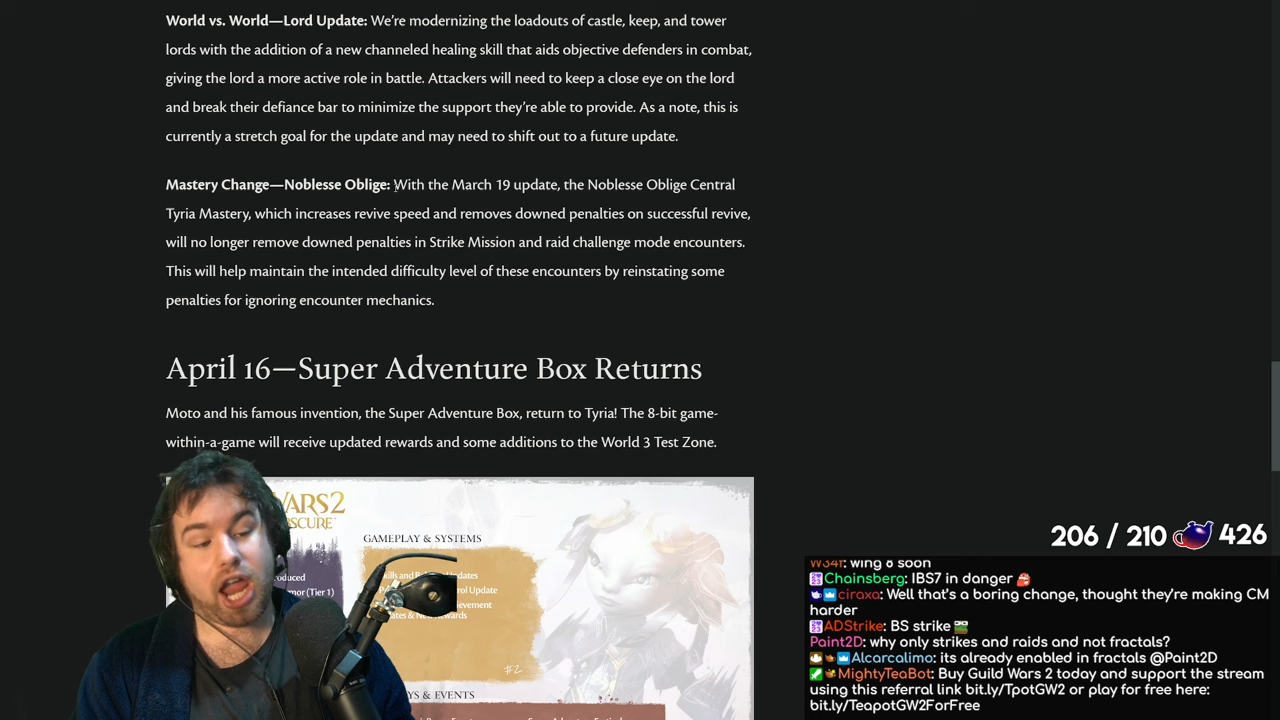 World vs. World—Lord Update: We're modernizing the loadouts of castle, keep, and tower
lords with the addition of a new channeled healing skill that aids objective defenders in combat,
giving the lord a more active role in battle. Attackers will need to keep a close eye on the lord
and break their defiance bar to minimize the support they're able to provide. As a note, this is
currently a stretch goal for the update and may need to shift out to a future update.
Mastery Change—Noblesse Oblige: With the March 19 update, the Noblesse Oblige Central
Tyria Mastery, which increases revive speed and removes downed penalties on successful revive,
will no longer remove downed penalties in Strike Mission and raid challenge mode encounters.
This will help maintain the intended difficulty level of these encounters by reinstating some
penalties for ignoring encounter mechanics.
April 16—Super Adventure Box Returns
Moto and his famous invention, the Super Adventure Box, return to Tyria! The 8-bit game-
within-a-game will receive updated rewards and some additions to the World 3 Test Zone.
WARS2
GAMEPLAY & SYSTEMS
(Tier 1)
#2
& EVENTS
206 / 210 426
W34f: wing 8 soon
Chainsberg: IBS7 in danger
ciraxa: Well that's a boring change, thought they're making CM
harder
ADStrike: BS strike
Paint2D: why only strikes and raids and not fractals?
Alcarcalimo: its already enabled in fractals @Paint2D
MightyTeaBot: Buy Guild Wars 2 today and support the stream
using this referral link bit.ly/TpotGW2 or play for free here:
bit.ly/TeapotGW2ForFree